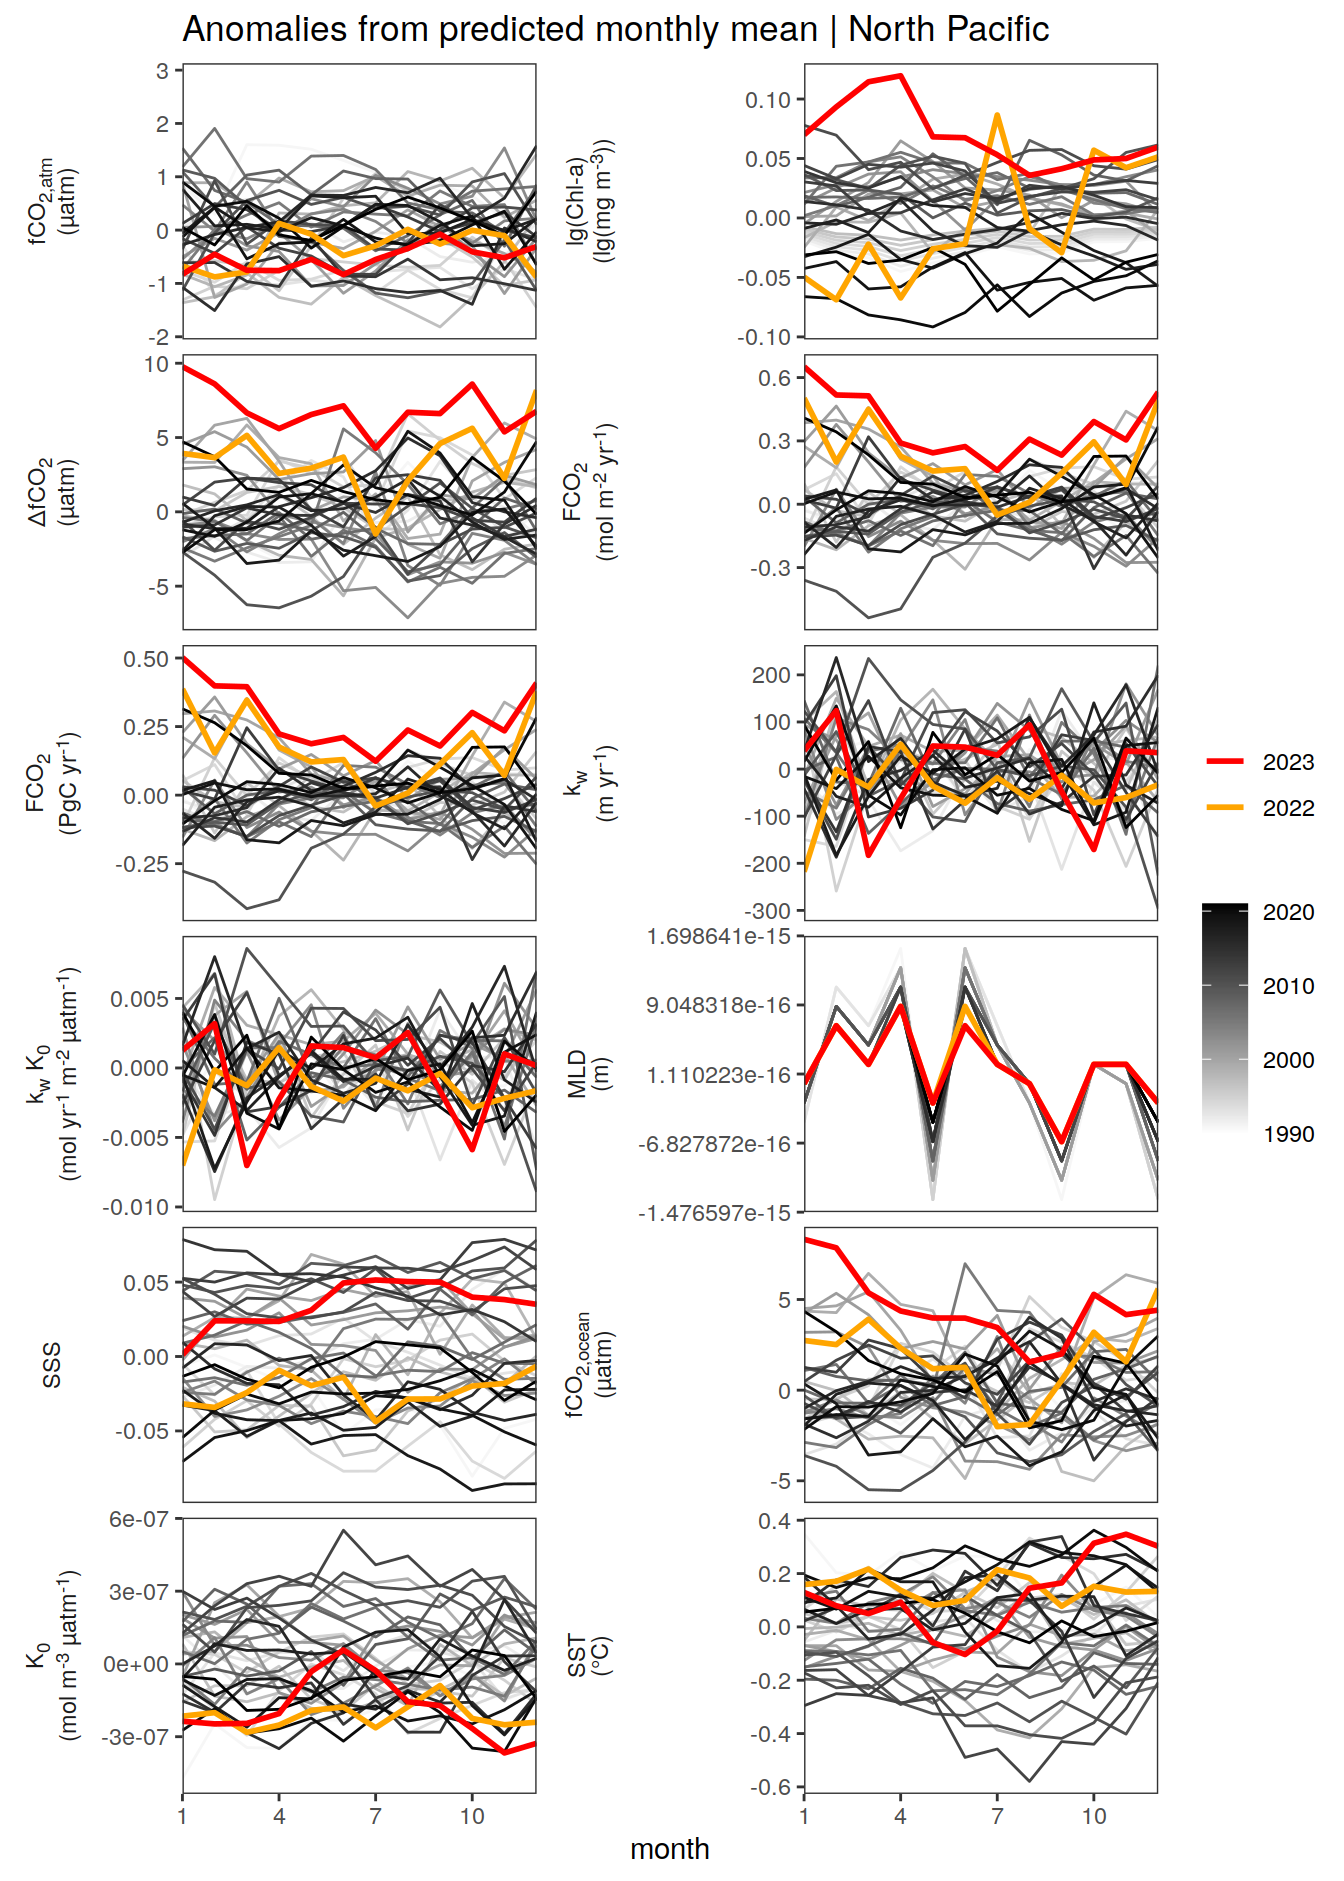 Anomalies from predicted monthly mean | North Pacific
fCO2,atm
(µatm)
3
2
1
0
-1
-2
lg(Chl-a)
(lg(mg m-3))
0.10
0.05
0.00
-0.05
-0.10
ΔfCO2
(µatm)
10
5
0
-5
FCO2
(mol m-2 yr-1)
0.6
0.3
0.0
-0.3
FCO2
(PgC yr-1)
0.50
0.25
0.00
-0.25
kw
(m yr-1)
200
100
0
-100
-200
-300
kw K0
(mol yr-1 m-2 µatm-1)
0.005
0.000
-0.005
-0.010
MLD
(m)
1.698641e-15
9.048318e-16
1.110223e-16
-6.827872e-16
-1.476597e-15
SSS
0.05
0.00
-0.05
fCO2,ocean
(µatm)
5
0
-5
K0
(mol m-3 µatm-1)
6e-07
3e-07
0e+00
-3e-07
SST
(°C)
0.4
0.2
0.0
-0.2
-0.4
-0.6
1 4 7 10
1 4 7 10
month
2023
2022
2020
2010
2000
1990